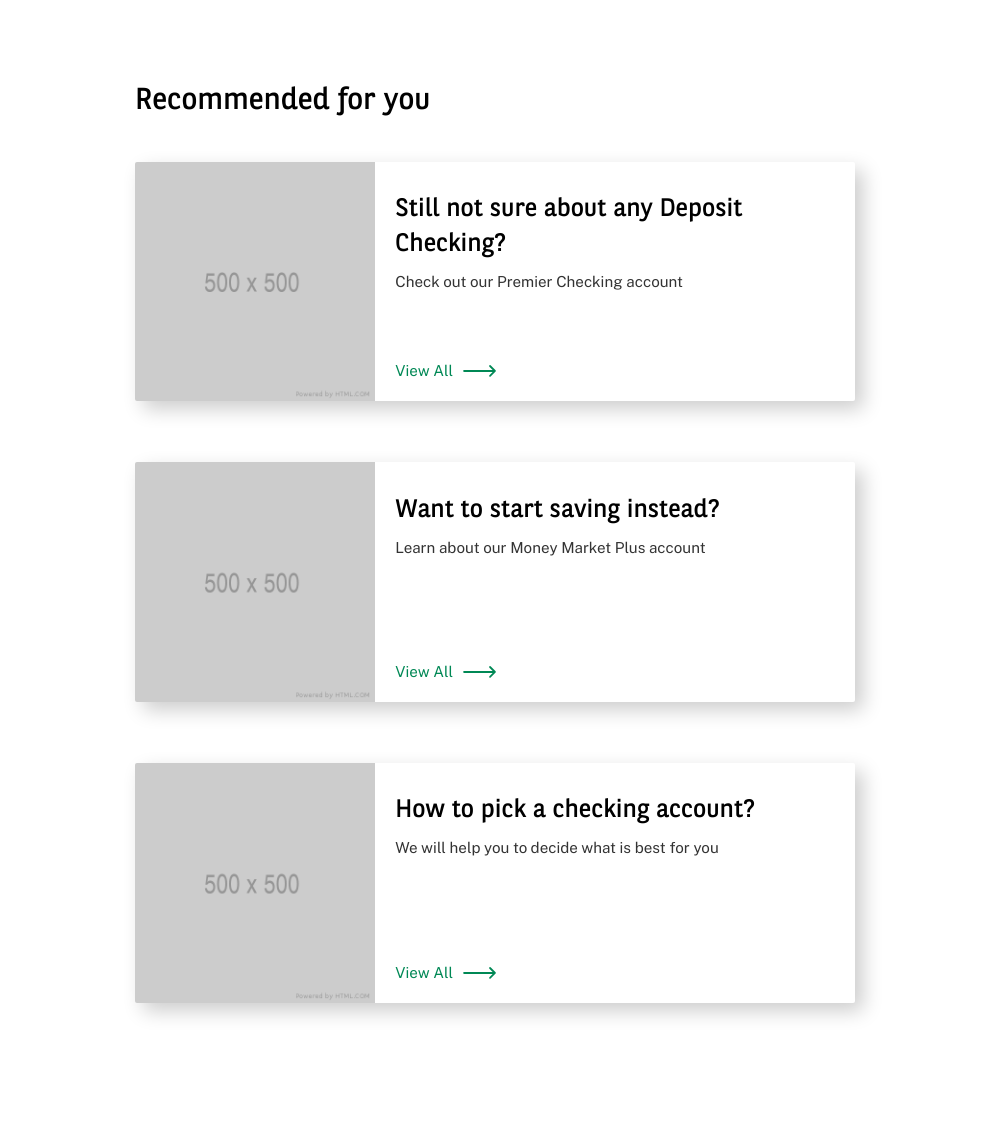 Recommended for you
500 x 500
Powered by HTML.COM
Still not sure about any Deposit
Checking?
Check out our Premier Checking account
View All
500 x 500
Powered by HTML.COM
Want to start saving instead?
Learn about our Money Market Plus account
View All
500 x 500
Powered by HTML.COM
How to pick a checking account?
We will help you to decide what is best for you
View All